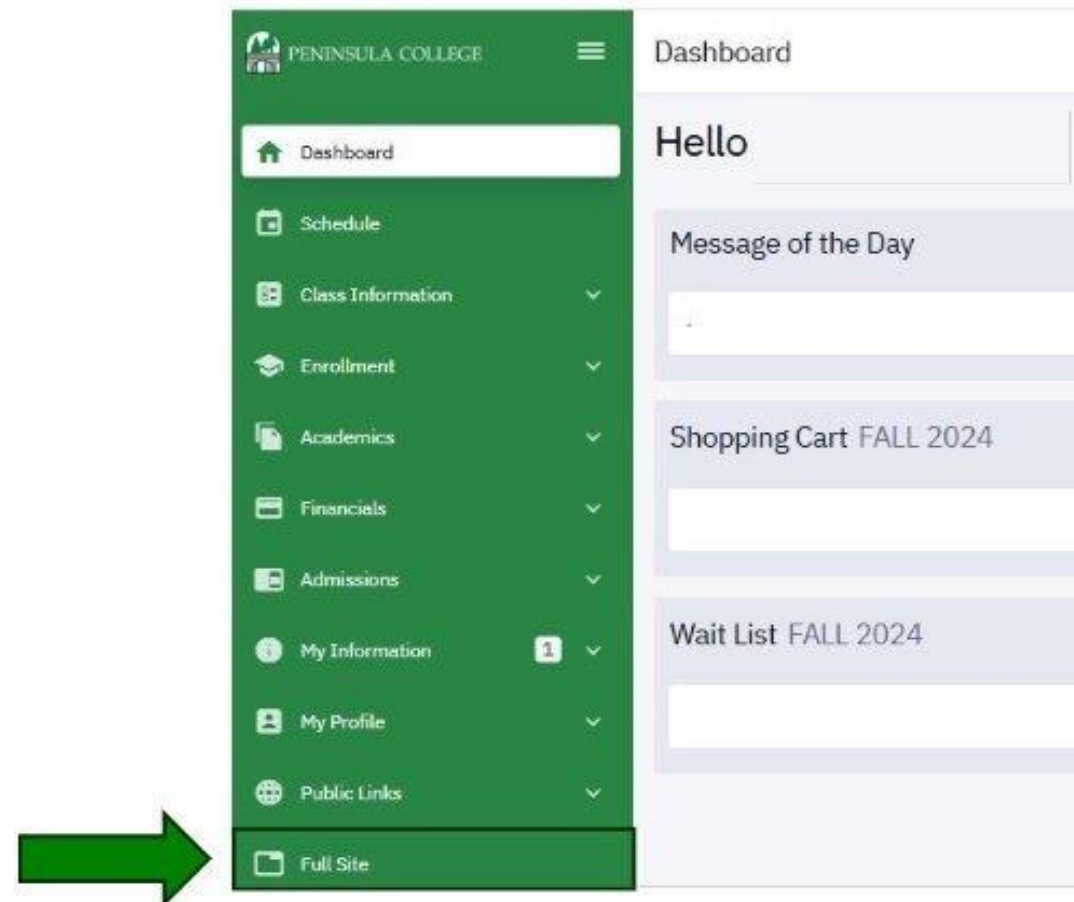 PENINSULA COLLEGE
Dashboard
Schedule
Class Information
Enrollment
Academics
Financials
Admissions
My Information 1
My Profile
Public Links
Full Site
Dashboard
Hello
Message of the Day
Shopping Cart FALL 2024
Wait List FALL 2024